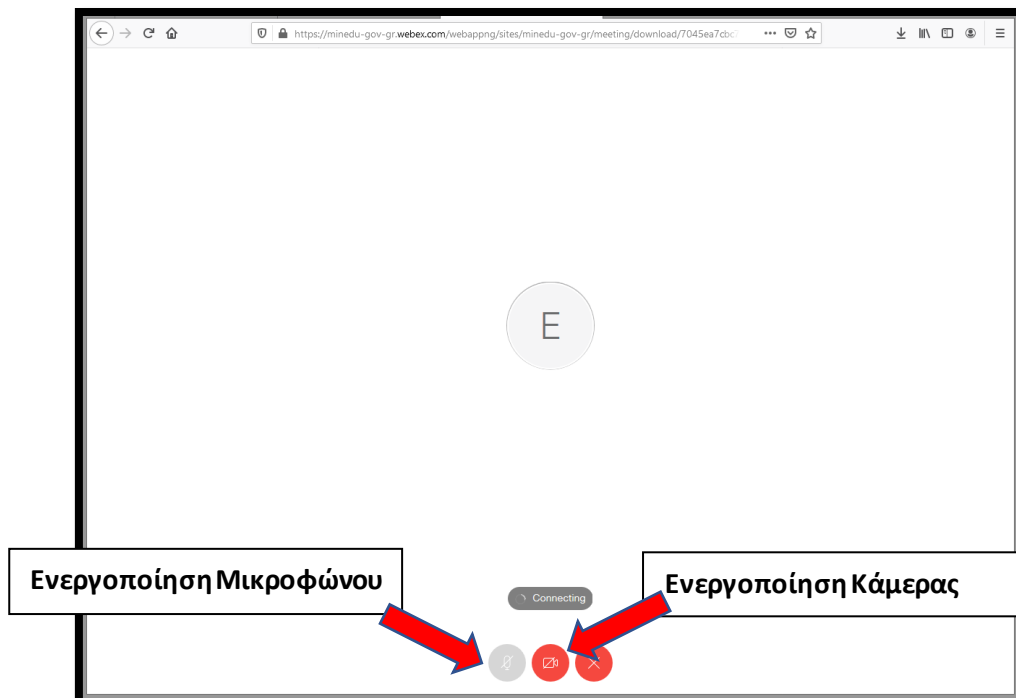 https://minedu-gov-gr.webex.com/webappng/sites/minedu-gov-gr/meeting/download/7045ea7cbc
E
Ενεργοποίηση Μικροφώνου
Ενεργοποίηση Κάμερας
Connecting